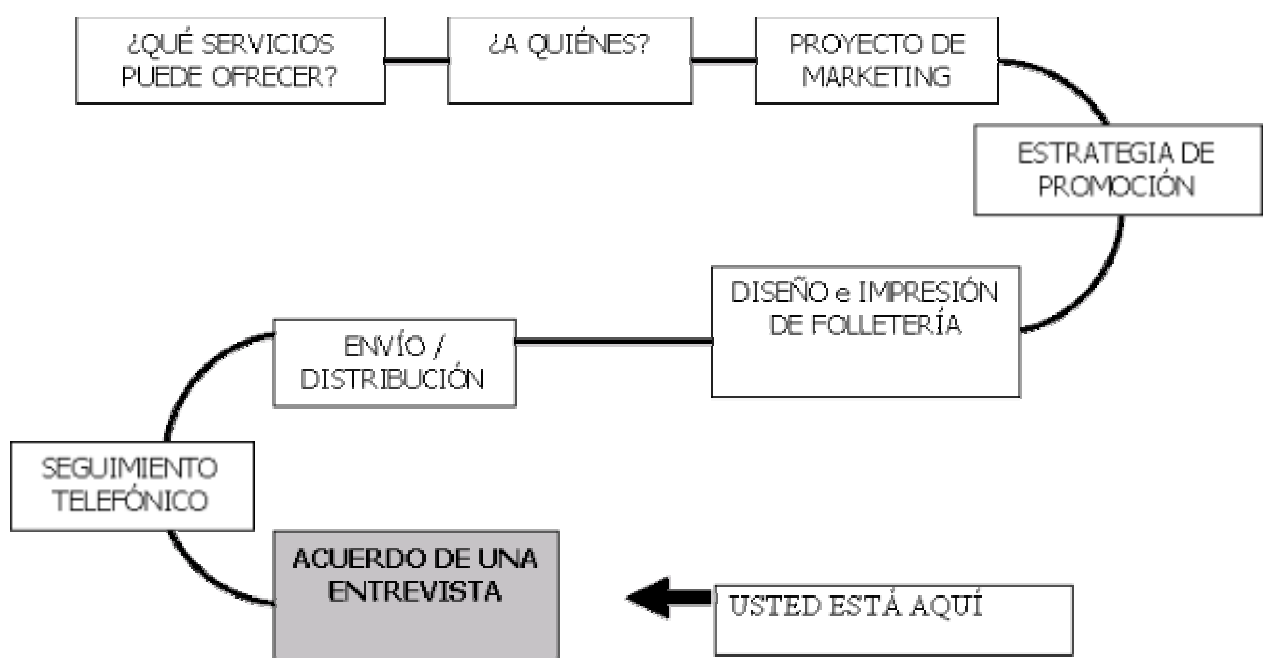 ¿QUÉ SERVICIOS
PUEDE OFRECER?
¿A QUIÉNES?
PROYECTO DE
MARKETING
ESTRATEGIA DE
PROMOCIÓN
DISEÑO e IMPRESIÓN
DE FOLLETERÍA
ENVÍO /
DISTRIBUCIÓN
SEGUIMIENTO
TELEFÓNICO
ACUERDO DE UNA
ENTREVISTA
USTED ESTÁ AQUÍ